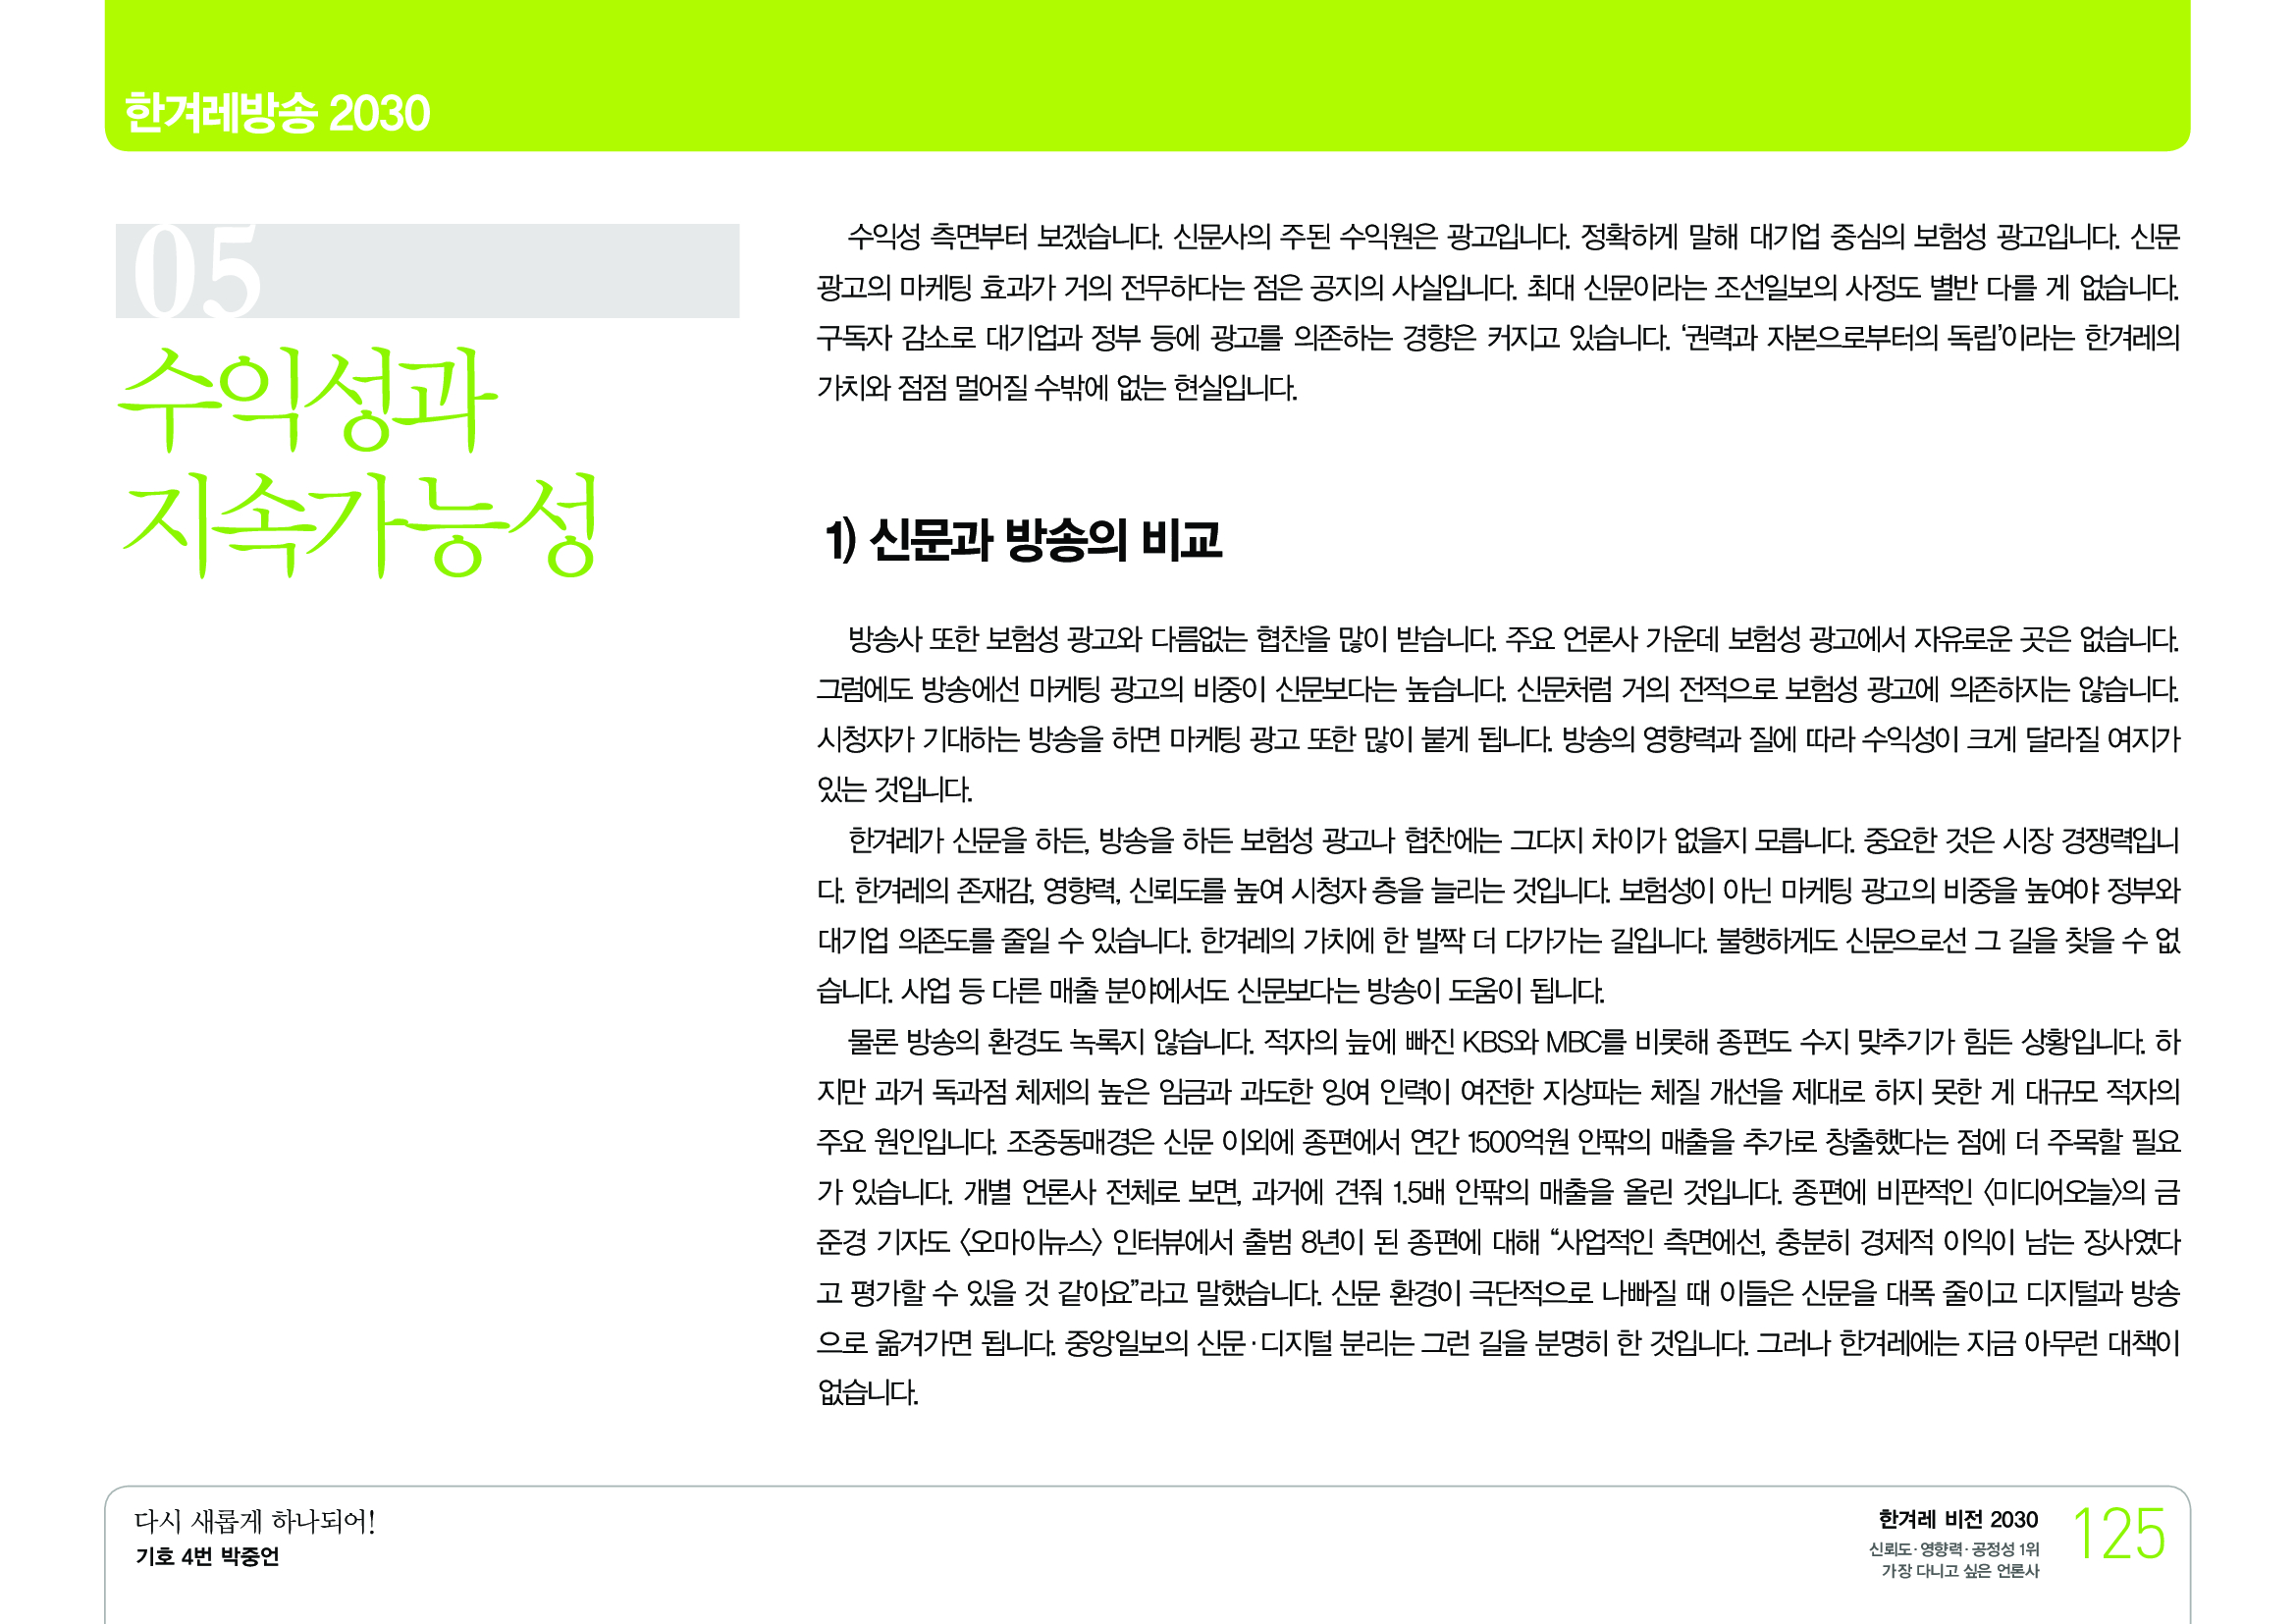 한겨레방송 2030
05
수익성과
지속가능성
수익성 측면부터 보겠습니다. 신문사의 주된 수익원은 광고입니다. 정확하게 말해 대기업 중심의 보험성 광고입니다. 신문
광고의 마케팅 효과가 거의 전무하다는 점은 공지의 사실입니다. 최대 신문이라는 조선일보의 사정도 별반 다를 게 없습니다.
구독자 감소로 대기업과 정부 등에 광고를 의존하는 경향은 커지고 있습니다. ‘권력과 자본으로부터의 독립’이라는 한겨레의
가치와 점점 멀어질 수밖에 없는 현실입니다.
1) 신문과 방송의 비교
방송사 또한 보험성 광고와 다름없는 협찬을 많이 받습니다. 주요 언론사 가운데 보험성 광고에서 자유로운 곳은 없습니다.
그럼에도 방송에선 마케팅 광고의 비중이 신문보다는 높습니다. 신문처럼 거의 전적으로 보험성 광고에 의존하지는 않습니다.
시청자가 기대하는 방송을 하면 마케팅 광고 또한 많이 붙게 됩니다. 방송의 영향력과 질에 따라 수익성이 크게 달라질 여지가
있는 것입니다.
한겨레가 신문을 하든, 방송을 하든 보험성 광고나 협찬에는 그다지 차이가 없을지 모릅니다. 중요한 것은 시장 경쟁력입니
다. 한겨레의 존재감, 영향력, 신뢰도를 높여 시청자 층을 늘리는 것입니다. 보험성이 아닌 마케팅 광고의 비중을 높여야 정부와
대기업 의존도를 줄일 수 있습니다. 한겨레의 가치에 한 발짝 더 다가가는 길입니다. 불행하게도 신문으로선 그 길을 찾을 수 없
습니다. 사업 등 다른 매출 분야에서도 신문보다는 방송이 도움이 됩니다.
물론 방송의 환경도 녹록지 않습니다. 적자의 늪에 빠진 KBS와 MBC를 비롯해 종편도 수지 맞추기가 힘든 상황입니다. 하
지만 과거 독과점 체제의 높은 임금과 과도한 잉여 인력이 여전한 지상파는 체질 개선을 제대로 하지 못한 게 대규모 적자의
주요 원인입니다. 조중동매경은 신문 이외에 종편에서 연간 1500억원 안팎의 매출을 추가로 창출했다는 점에 더 주목할 필요
가 있습니다. 개별 언론사 전체로 보면, 과거에 견줘 1.5배 안팎의 매출을 올린 것입니다. 종편에 비판적인 〈미디어오늘〉의 금
준경 기자도 〈오마이뉴스〉 인터뷰에서 출범 8년이 된 종편에 대해 “사업적인 측면에선, 충분히 경제적 이익이 남는 장사였다
고 평가할 수 있을 것 같아요”라고 말했습니다. 신문 환경이 극단적으로 나빠질 때 이들은 신문을 대폭 줄이고 디지털과 방송
으로 옮겨가면 됩니다. 중앙일보의 신문·디지털 분리는 그런 길을 분명히 한 것입니다. 그러나 한겨레에는 지금 아무런 대책이
없습니다.
다시 새롭게 하나되어!
기호 4번 박중언
한겨레 비전 2030
신뢰도·영향력·공정성 1위
가장 다니고 싶은 언론사
125